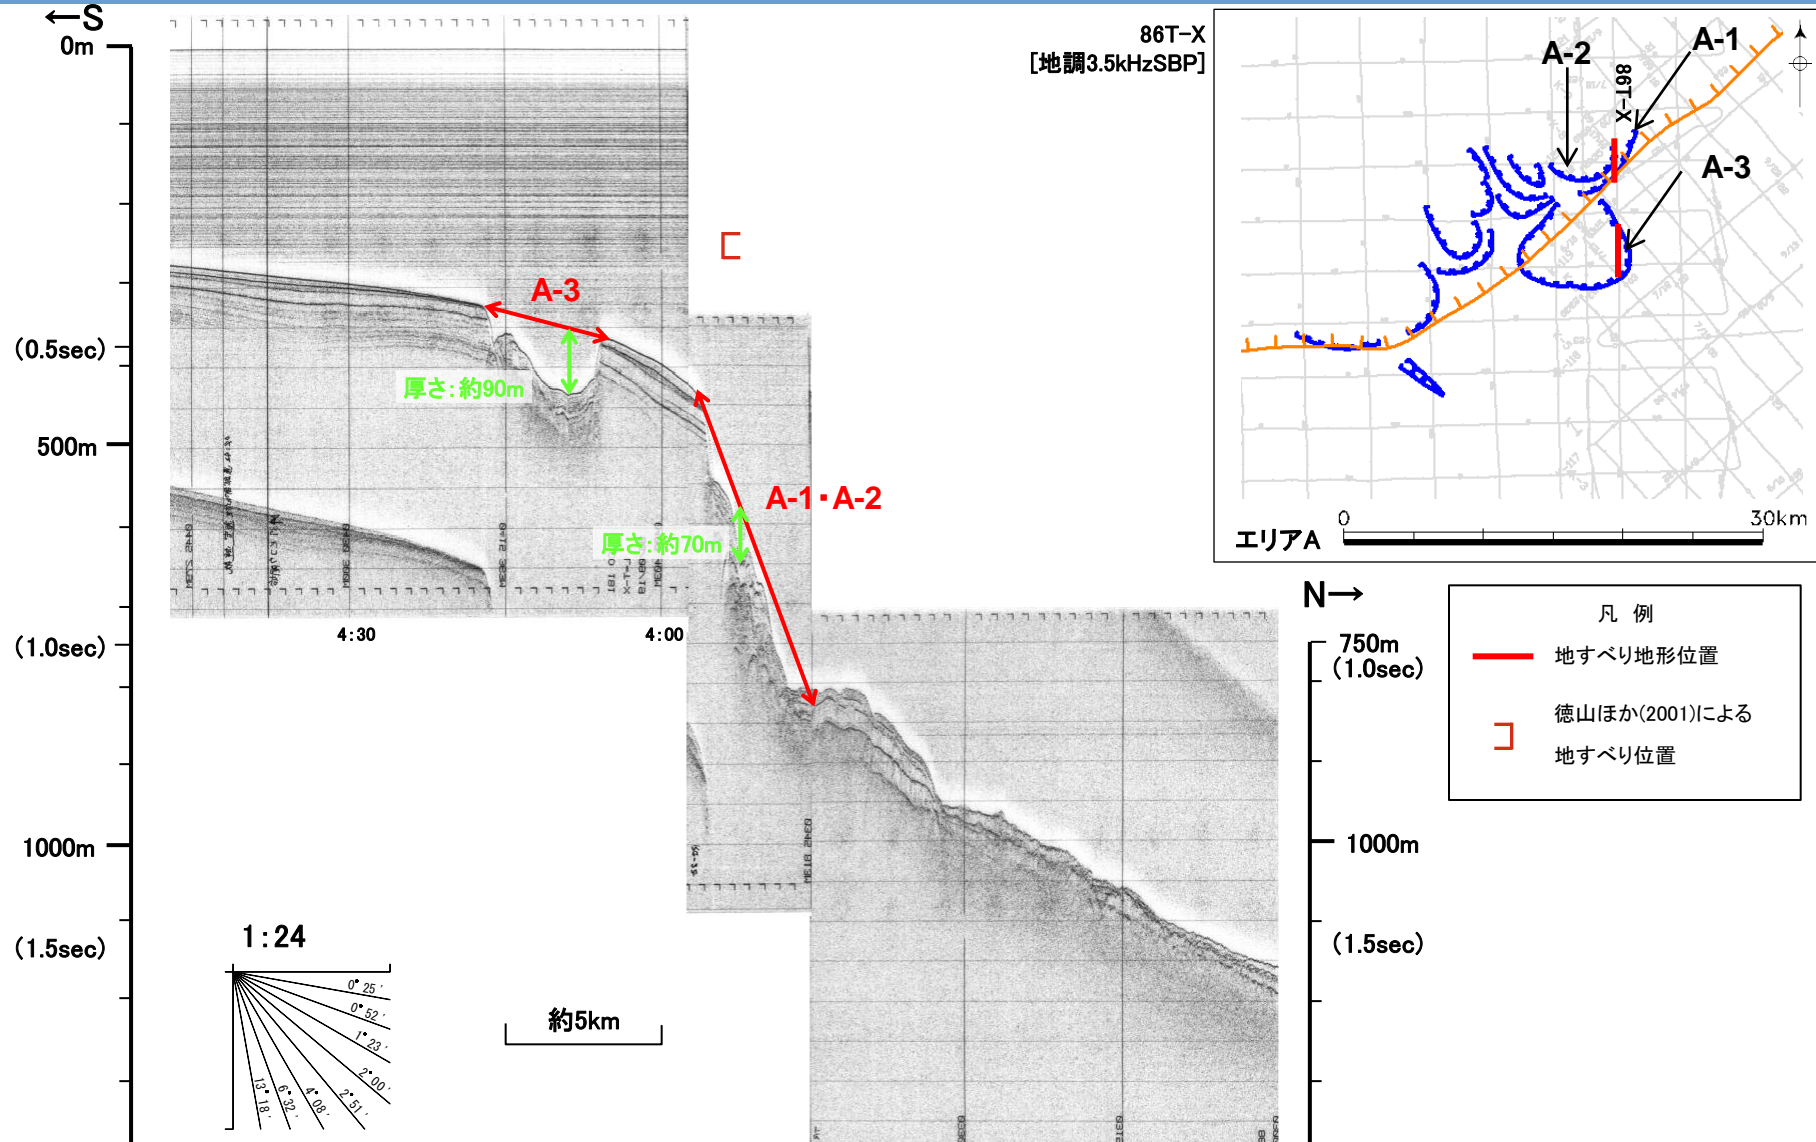 ←S
0m
(0.5sec)
500m
(1.0sec)
1000m
(1.5sec)
86T-X
[地調3.5kHzSBP]
A-3
厚さ：約90m
A-1・A-2
厚さ：約70m
4:30
4:00
1:24
0°25′
0°52′
1°23′
2°00′
2°51′
4°08′
6°32′
13°18′
約5km
A-2
A-1
86T-X
A-3
0
30km
エリアA
N→
750m
(1.0sec)
1000m
(1.5sec)
凡 例
地すべり地形位置
徳山ほか(2001)による
地すべり位置